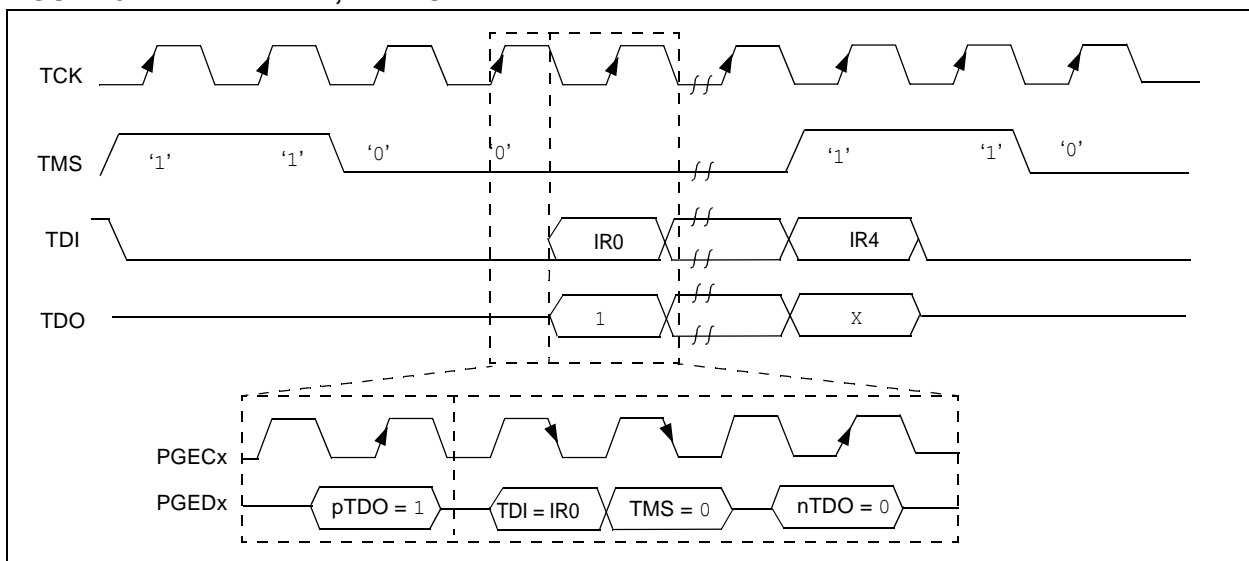 TCK
TMS
‘1’ ‘1’ ‘0’ ‘0’ ‘1’ ‘1’ ‘0’
TDI
IR0 IR4
TDO
1 X
PGECx
PGEDx
pTDO = 1 TDI = IR0 TMS = 0 nTDO = 0